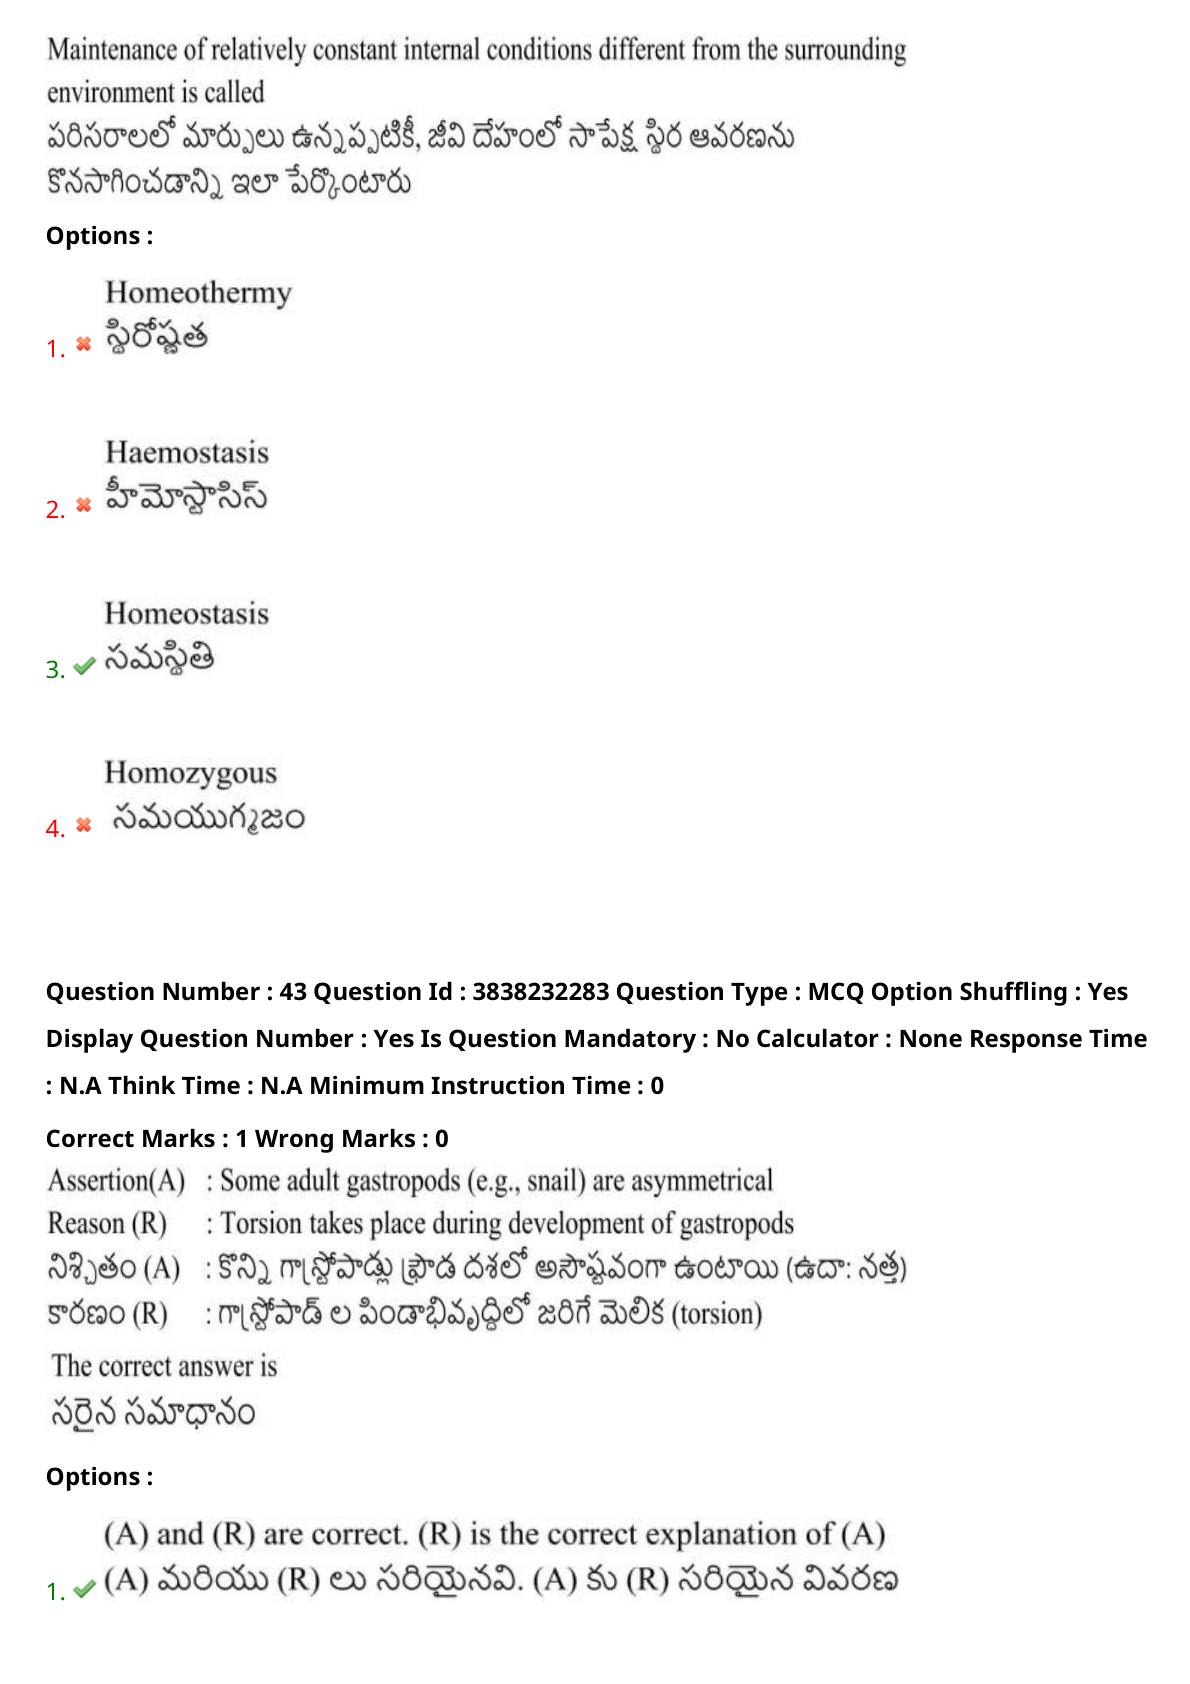 Maintenance of relatively constant internal conditions different from the surrounding
environment is called
పరిసరాలలో మార్పులు ఉన్నప్పటికీ, జీవి దేహంలో సాపేక్ష స్థిర ఆవరణను
కొనసాగించడాన్ని ఇలా పేర్కొంటారు
Options :
Homeothermy
1. స్థిరోష్ణత
Haemostasis
2. హీమోస్టాసిస్
Homeostasis
3. సమస్థితి
Homozygous
4. సమయుగ్మజం
Question Number : 43 Question Id : 3838232283 Question Type : MCQ Option Shuffling : Yes
Display Question Number : Yes Is Question Mandatory : No Calculator : None Response Time
: N.A Think Time : N.A Minimum Instruction Time : 0
Correct Marks : 1 Wrong Marks : 0
Assertion(A) : Some adult gastropods (e.g., snail) are asymmetrical
Reason (R) : Torsion takes place during development of gastropods
నిశ్చితం (A) : కొన్ని గాస్ట్రోపాడ్లు ప్రౌడ దశలో అసౌష్టవంగా ఉంటాయి (ఉదా: నత్త)
కారణం (R) : గాస్ట్రోపాడ్ ల పిండాభివృద్ధిలో జరిగే మెలిక (torsion)
The correct answer is
సరైన సమాధానం
Options :
(A) and (R) are correct. (R) is the correct explanation of (A)
1. (A) మరియు (R) లు సరియైనవి. (A) కు (R) సరియైన వివరణ